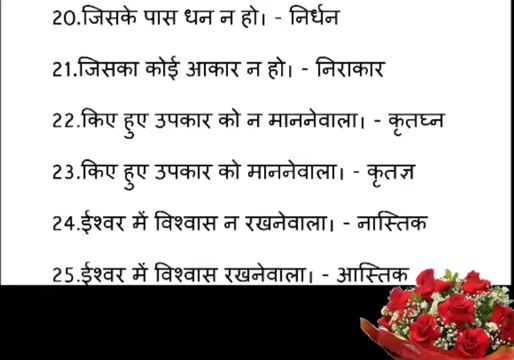 20.जिसके पास धन न हो। - निर्धन
21.जिसका कोई आकार न हो। - निराकार
22.किए हुए उपकार को न माननेवाला। - कृतघ्न
23.किए हुए उपकार को माननेवाला। - कृतज्ञ
24.ईश्वर में विश्वास न रखनेवाला। - नास्तिक
25.ईश्वर में विश्वास रखनेवाला। - आस्तिक